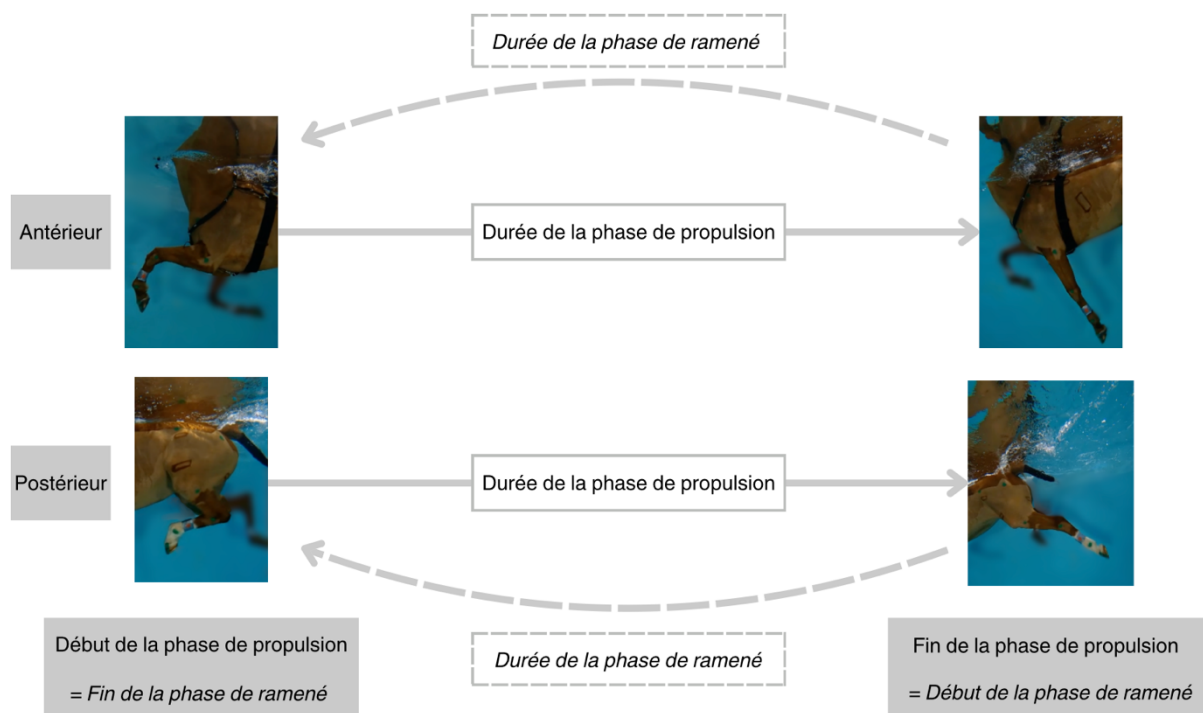 Durée de la phase de ramené
Antérieur
Durée de la phase de propulsion
Postérieur
Durée de la phase de propulsion
Début de la phase de propulsion
= Fin de la phase de ramené
Durée de la phase de ramené
Fin de la phase de propulsion
= Début de la phase de ramené